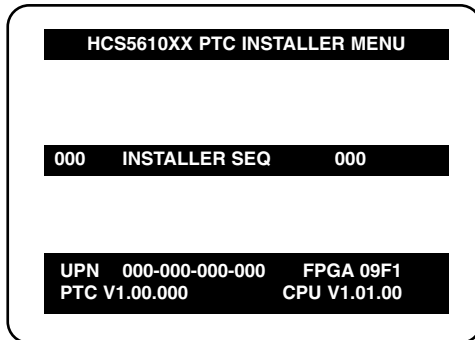 HCS5610XX PTC INSTALLER MENU
000 INSTALLER SEQ 000
UPN 000-000-000-000 FPGA 09F1
PTC V1.00.000 CPU V1.01.00